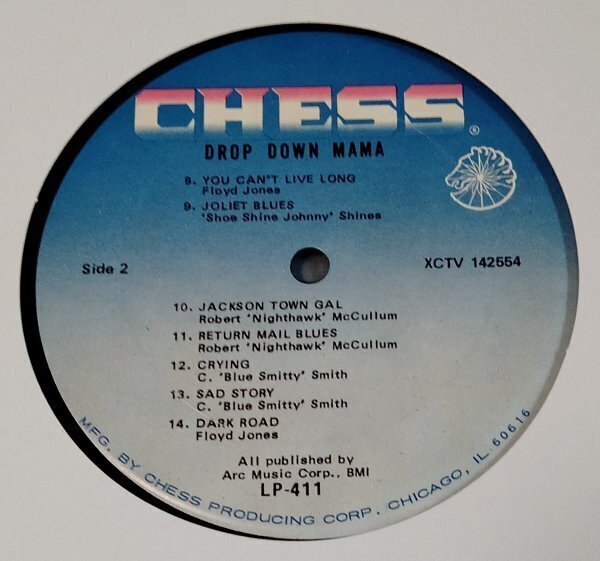 CHESS
®
DROP DOWN MAMA
8. YOU CAN'T LIVE LONG
Floyd Jones
9. JOLIET BLUES
"Shoe Shine Johnny" Shines
Side 2
XCTV 142554
10. JACKSON TOWN GAL
Robert "Nighthawk" McCullum
11. RETURN MAIL BLUES
Robert "Nighthawk" McCullum
12. CRYING
C. "Blue Smitty" Smith
13. SAD STORY
C. "Blue Smitty" Smith
14. DARK ROAD
Floyd Jones
All published by
Arc Music Corp., BMI
LP-411
MFG. BY CHESS PRODUCING CORP. CHICAGO, IL 60616